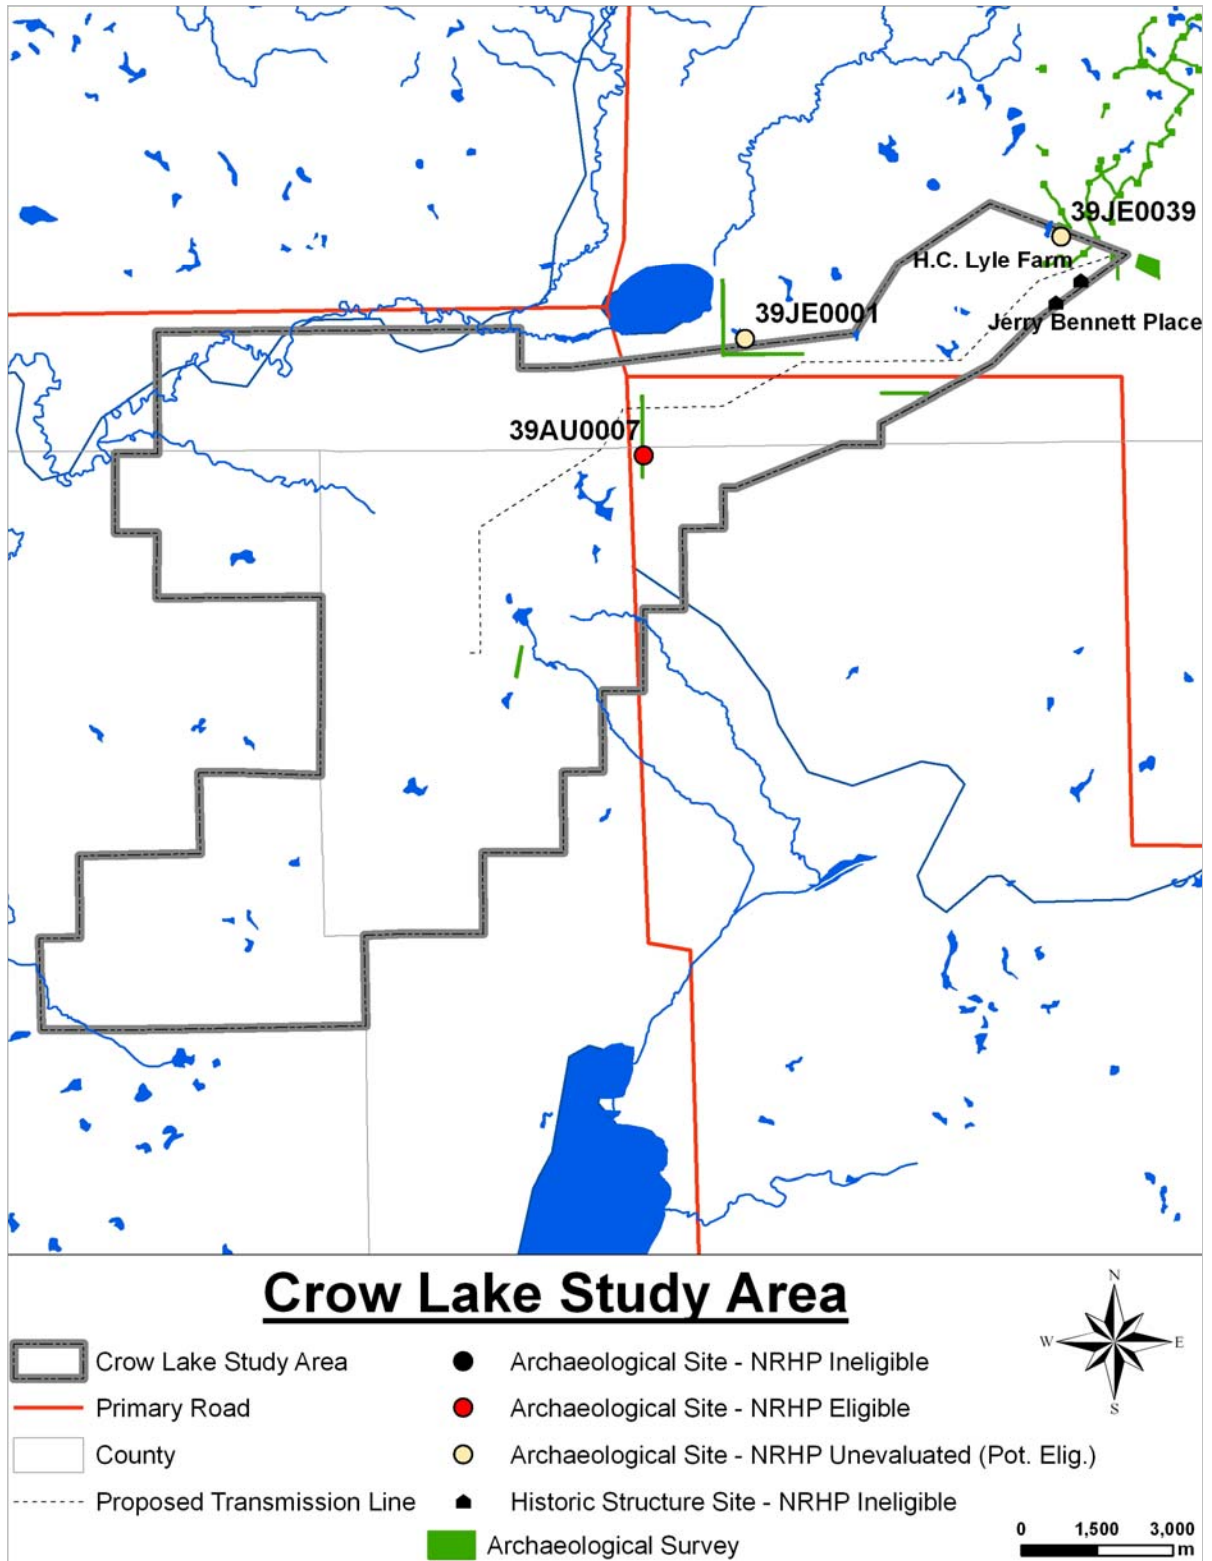 39JE0039
H.C. Lyle Farm
39JE0001
Jerry Bennett Place
39AU0007
Crow Lake Study Area
N
W
E
S
Crow Lake Study Area
Archaeological Site - NRHP Ineligible
Primary Road
Archaeological Site - NRHP Eligible
County
Archaeological Site - NRHP Unevaluated (Pot. Elig.)
Proposed Transmission Line
Historic Structure Site - NRHP Ineligible
Archaeological Survey
0 1,500 3,000
m